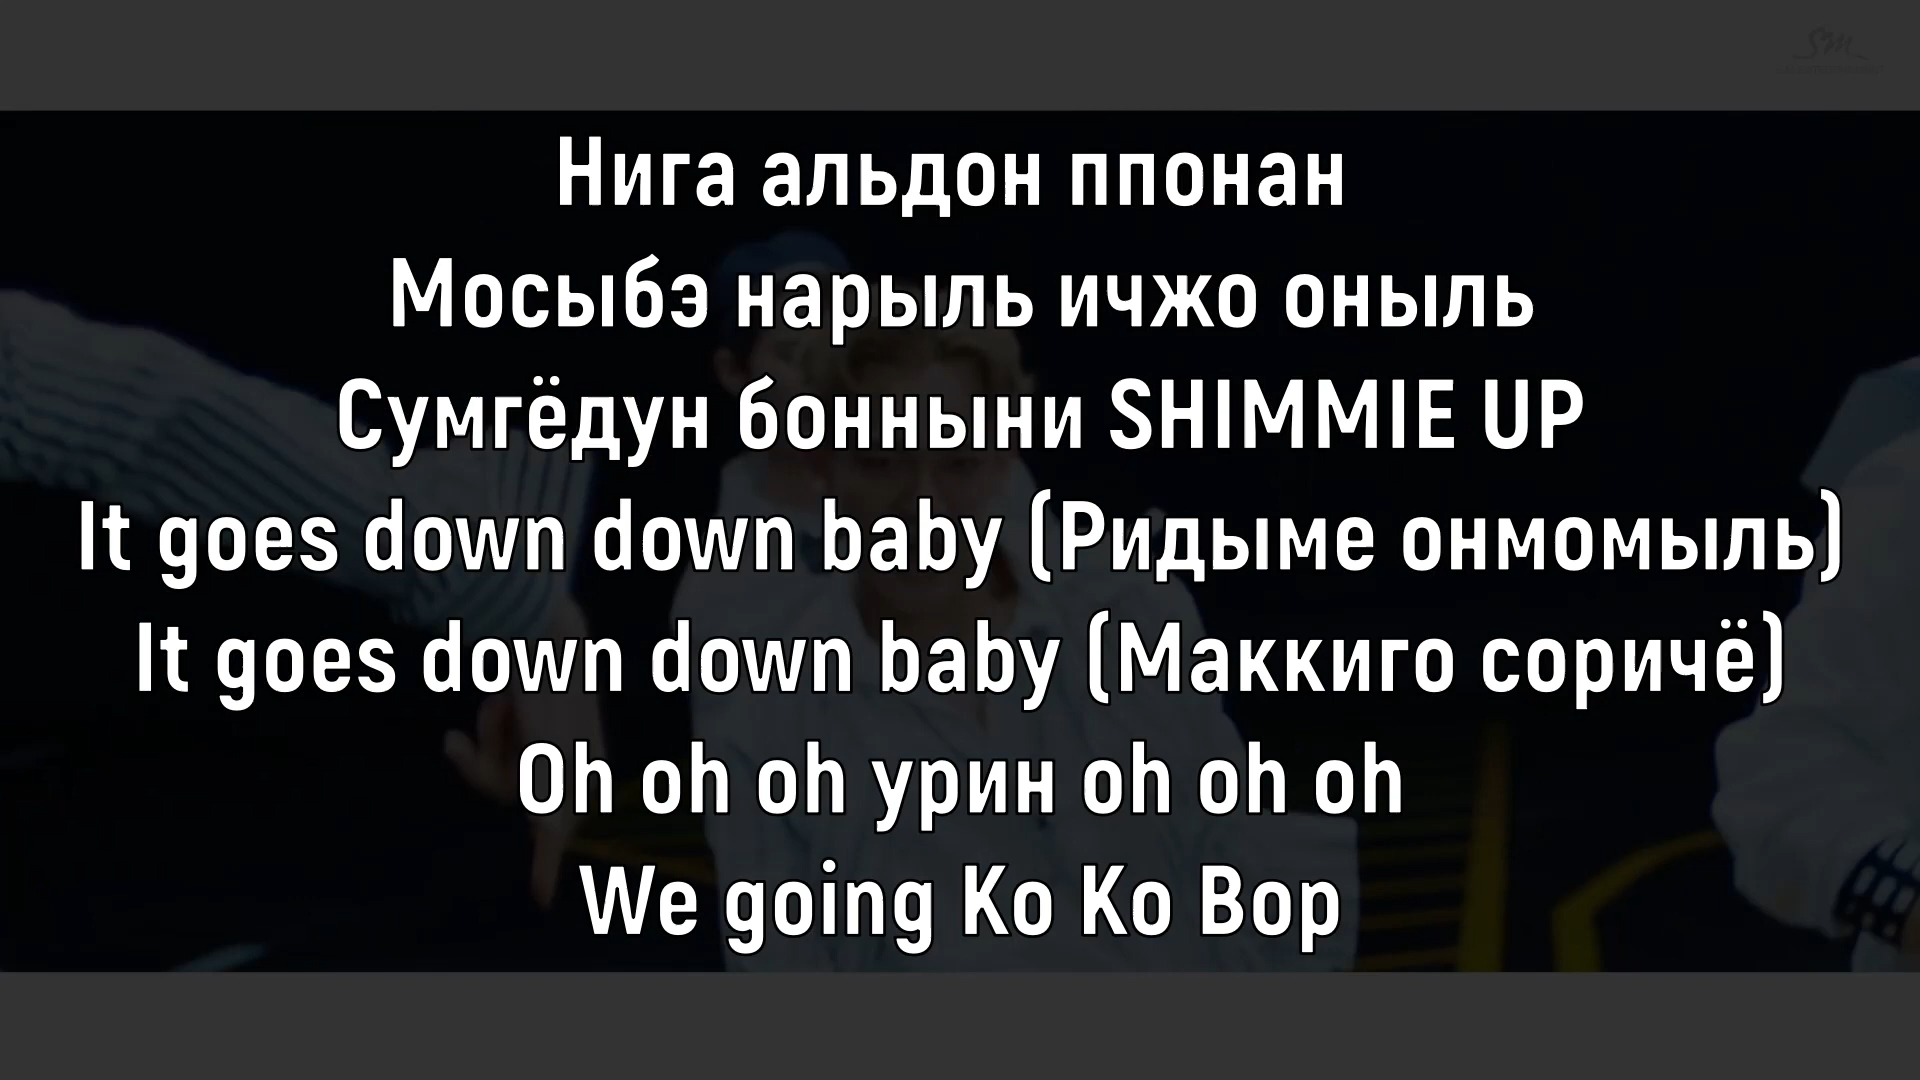 SM
Нига альдон ппонан
Мосыбэ нарыль ичжо оныль
Сумгёдун бонныни SHIMMIE UP
It goes down down baby (Ридыме онмомыль)
It goes down down baby (Маккиго соричё)
Oh oh oh урин oh oh oh
We going Ko Ko Bop